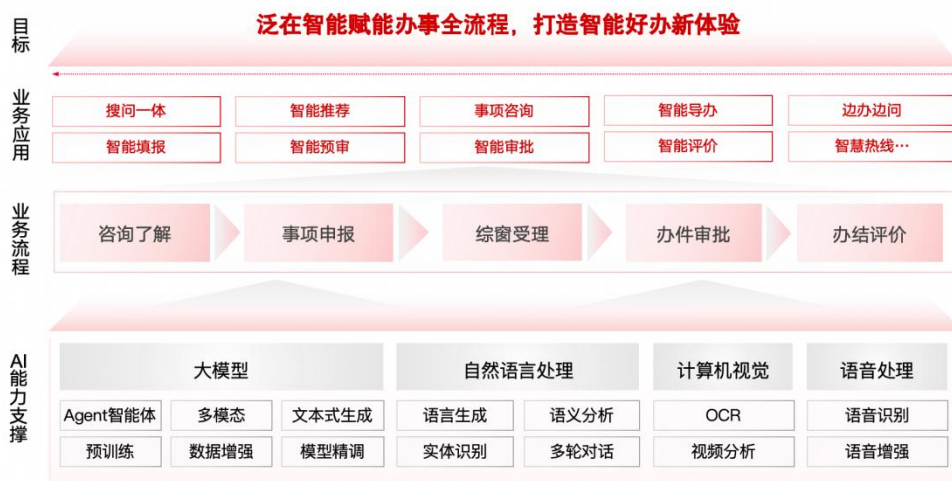 目标
泛在智能赋能办事全流程，打造智能好办新体验
业务应用
搜问一体
智能推荐
事项咨询
智能导办
边办边问
智能填报
智能预审
智能审批
智能评价
智慧热线…
业务流程
咨询了解
事项申报
综窗受理
办件审批
办结评价
AI能力支撑
大模型
自然语言处理
计算机视觉
语音处理
Agent智能体
多模态
文本式生成
语言生成
语义分析
OCR
语音识别
预训练
数据增强
模型精调
实体识别
多轮对话
视频分析
语音增强